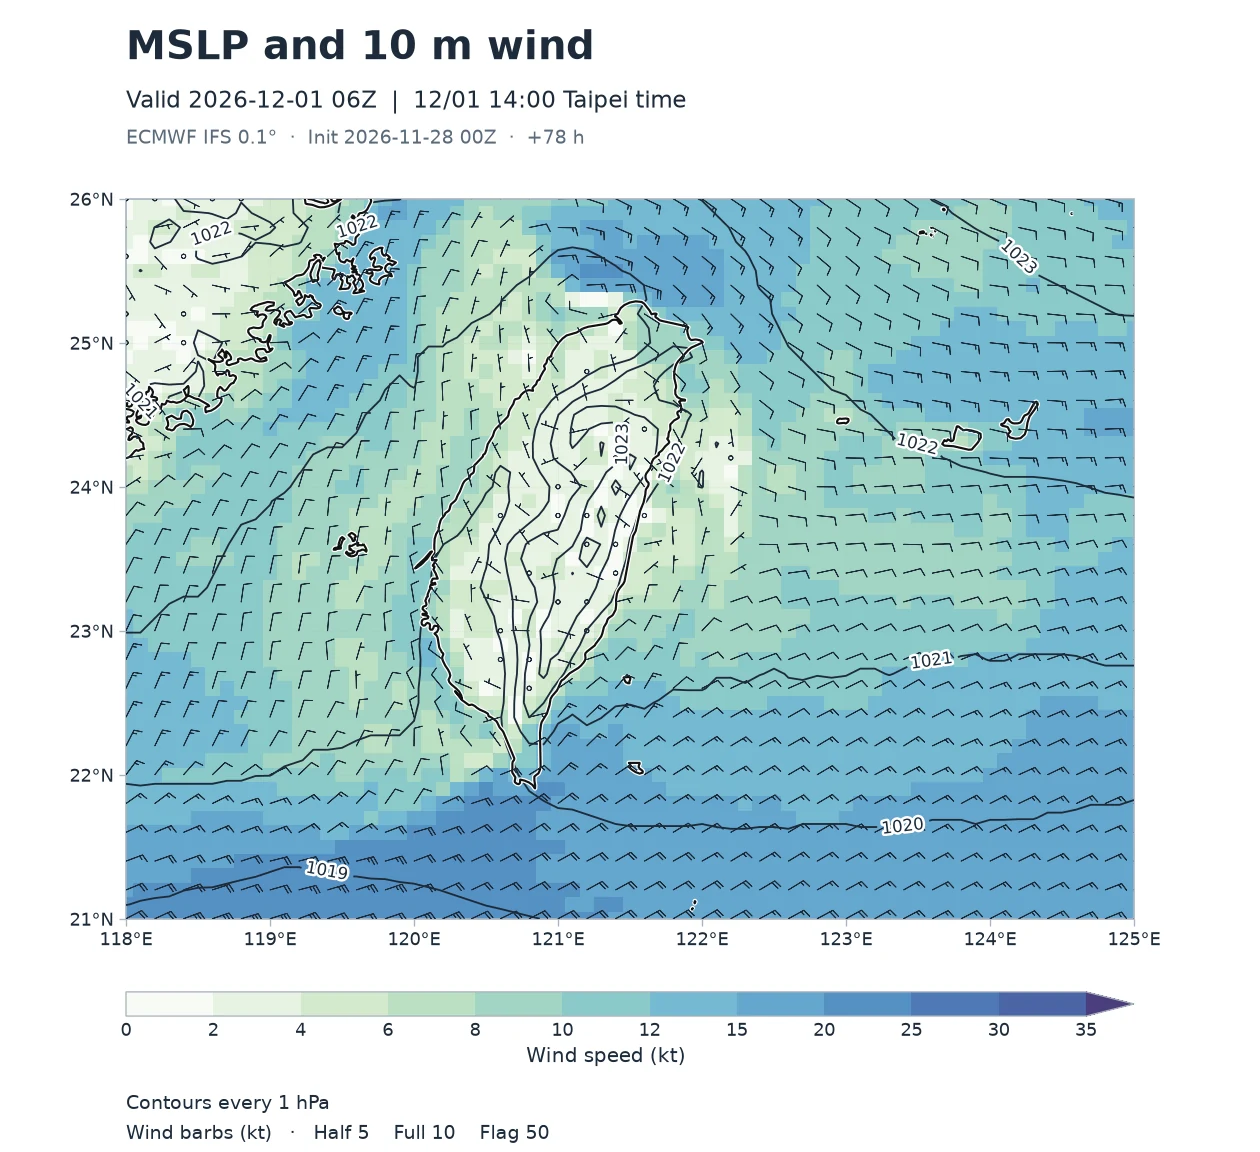 MSLP and 10 m wind
Valid 2026-12-01 06Z | 12/01 14:00 Taipei time
ECMWF IFS 0.1° · Init 2026-11-28 00Z · +78 h
26°N
25°N
24°N
23°N
22°N
21°N
1022
1022
1023
1021
1023
1022
1022
1021
1020
1019
118°E 119°E 120°E 121°E 122°E 123°E 124°E 125°E
0 2 4 6 8 10 12 15 20 25 30 35
Wind speed (kt)
Contours every 1 hPa
Wind barbs (kt) · Half 5 Full 10 Flag 50